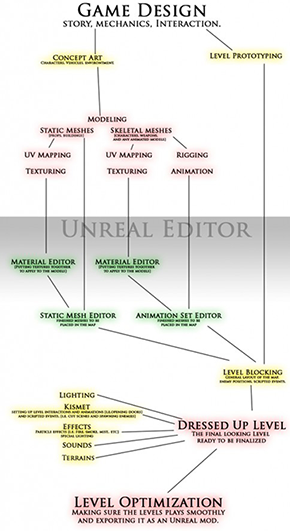 Game Design
story, mechanics, Interaction.
Concept Art
Characters, Vehicles, Environment.
Level Prototyping
Modeling
Static Meshes
(Props, Buildings)
Skeletal meshes
(Characters, weapons,
and any animated models)
UV Mapping
UV Mapping
Rigging
Texturing
Texturing
Animation
Unreal Editor
Material Editor
(Putting textures together
to apply to the models)
Material Editor
(Putting textures together
to apply to the models)
Static Mesh Editor
Finished meshes to be
placed in the map
Animation Set Editor
Finished meshes to be
placed in the map
Level Blocking
General layout of the map
Enemy positions, scripted events.
Lighting
Kismet
Setting up level interactions and animations (i.e. opening doors)
and scripted events. (i.e. cut scenes and spawning enemies)
Effects
Particle effects (i.e. fire, smoke, mist, etc)
Special lighting
Sounds
Terrains
Dressed Up Level
The final looking Level
ready to be finalized
Level Optimization
Making sure the levels plays smoothly
and exporting it as an Unreal mod.